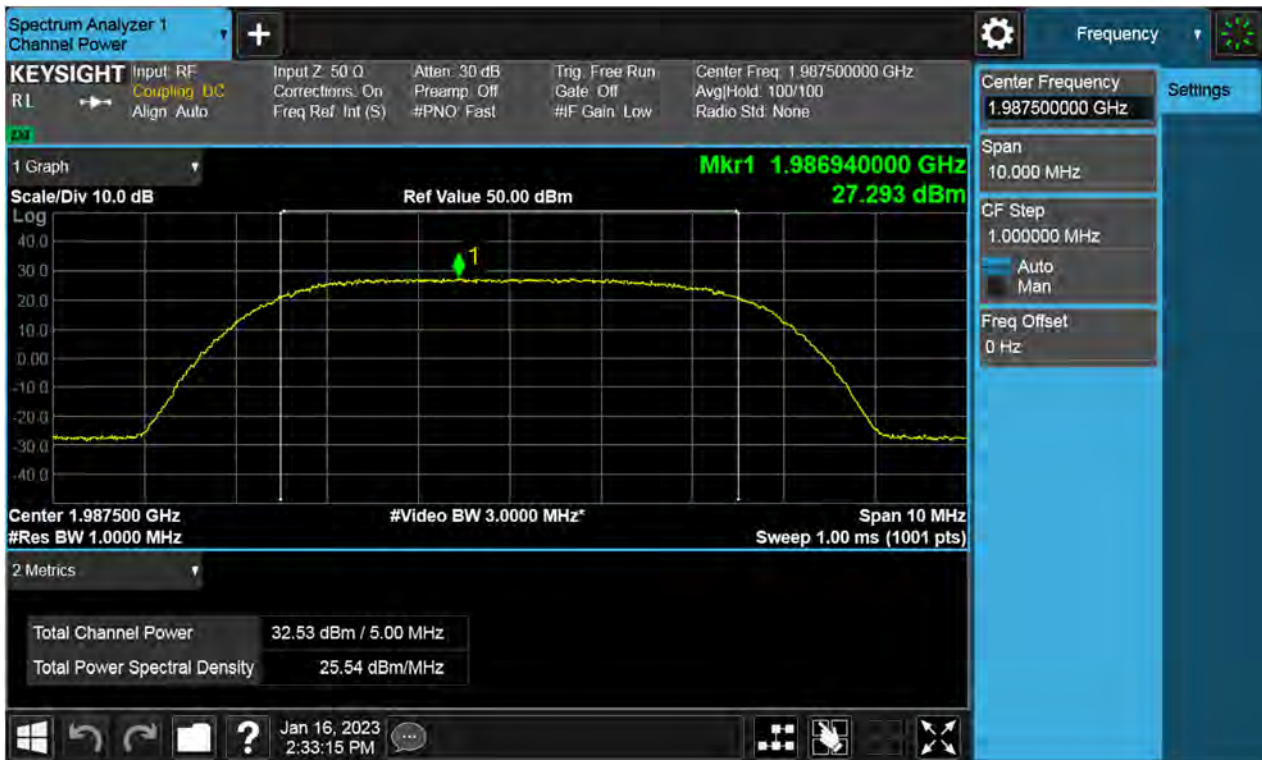 Spectrum Analyzer 1
Channel Power
+
Frequency
KEYSIGHT
RL
Input: RF
Coupling: DC
Align: Auto
Input Z: 50 Ω
Corrections: On
Freq Ref: Int (S)
Atten: 30 dB
Preamp: Off
#PNO: Fast
Trig: Free Run
Gate: Off
#IF Gain: Low
Center Freq: 1.987500000 GHz
Avg|Hold: 100/100
Radio Std: None
Center Frequency
1.987500000 GHz
Settings
Span
10.000 MHz
CF Step
1.000000 MHz
Auto
Man
Freq Offset
0 Hz
1 Graph
Mkr1 1.986940000 GHz
27.293 dBm
Scale/Div 10.0 dB
Ref Value 50.00 dBm
Log
40.0
30.0
20.0
10.0
0.00
-10.0
-20.0
-30.0
-40.0
1
Center 1.987500 GHz
#Video BW 3.0000 MHz*
Span 10 MHz
#Res BW 1.0000 MHz
Sweep 1.00 ms (1001 pts)
2 Metrics
Total Channel Power 32.53 dBm / 5.00 MHz
Total Power Spectral Density 25.54 dBm/MHz
?
Jan 16, 2023
2:33:15 PM